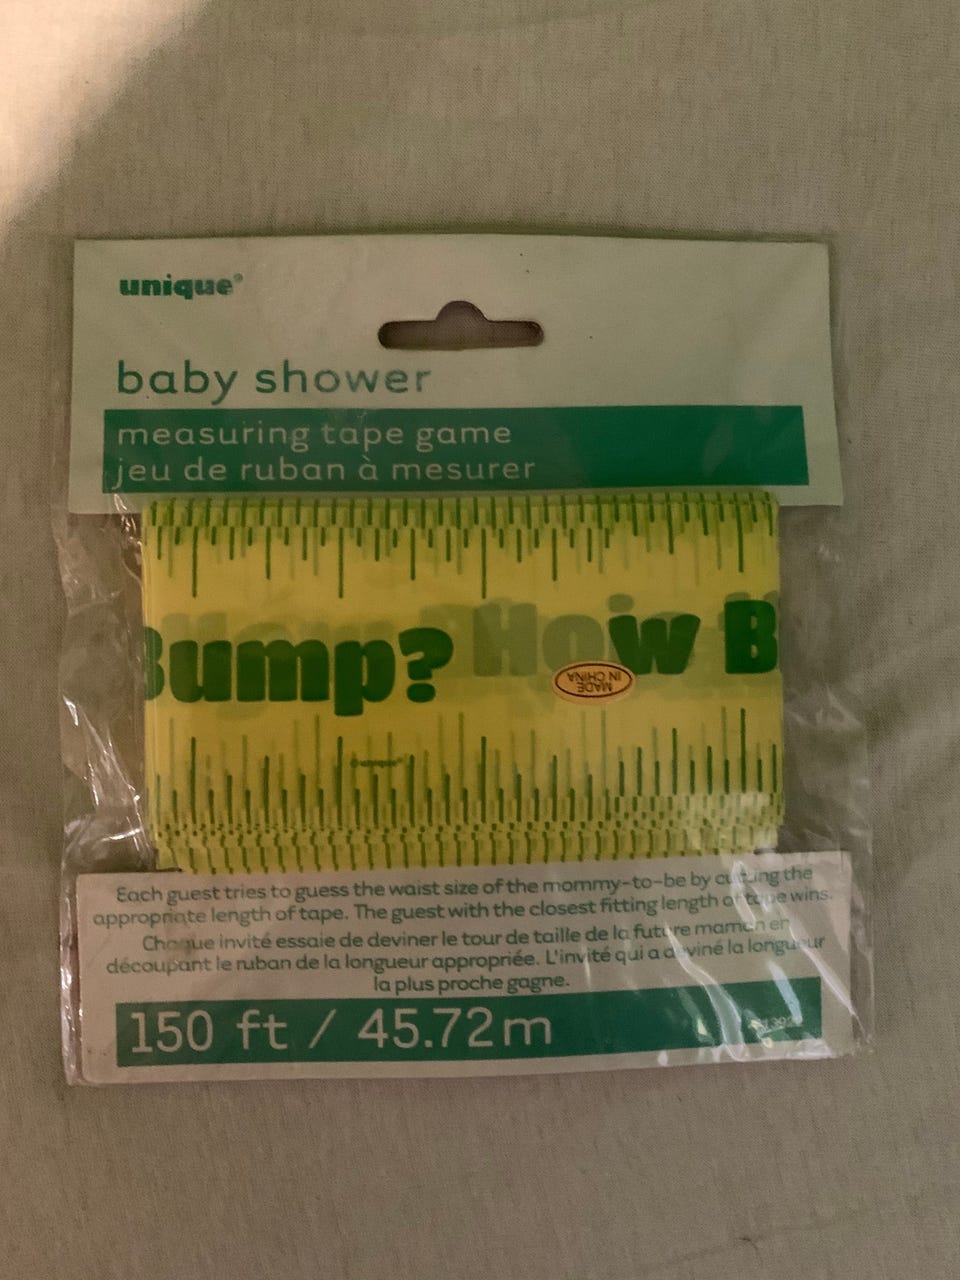 unique®
baby shower
measuring tape game
jeu de ruban à mesurer
Bump? How B
MADE
IN CHINA
©unique®
Each guest tries to guess the waist size of the mommy-to-be by cutting the
appropriate length of tape. The guest with the closest fitting length of tape wins.
Chaque invité essaie de deviner le tour de taille de la future maman en
découpant le ruban de la longueur appropriée. L'invité qui a deviné la longueur
la plus proche gagne.
150 ft / 45.72m